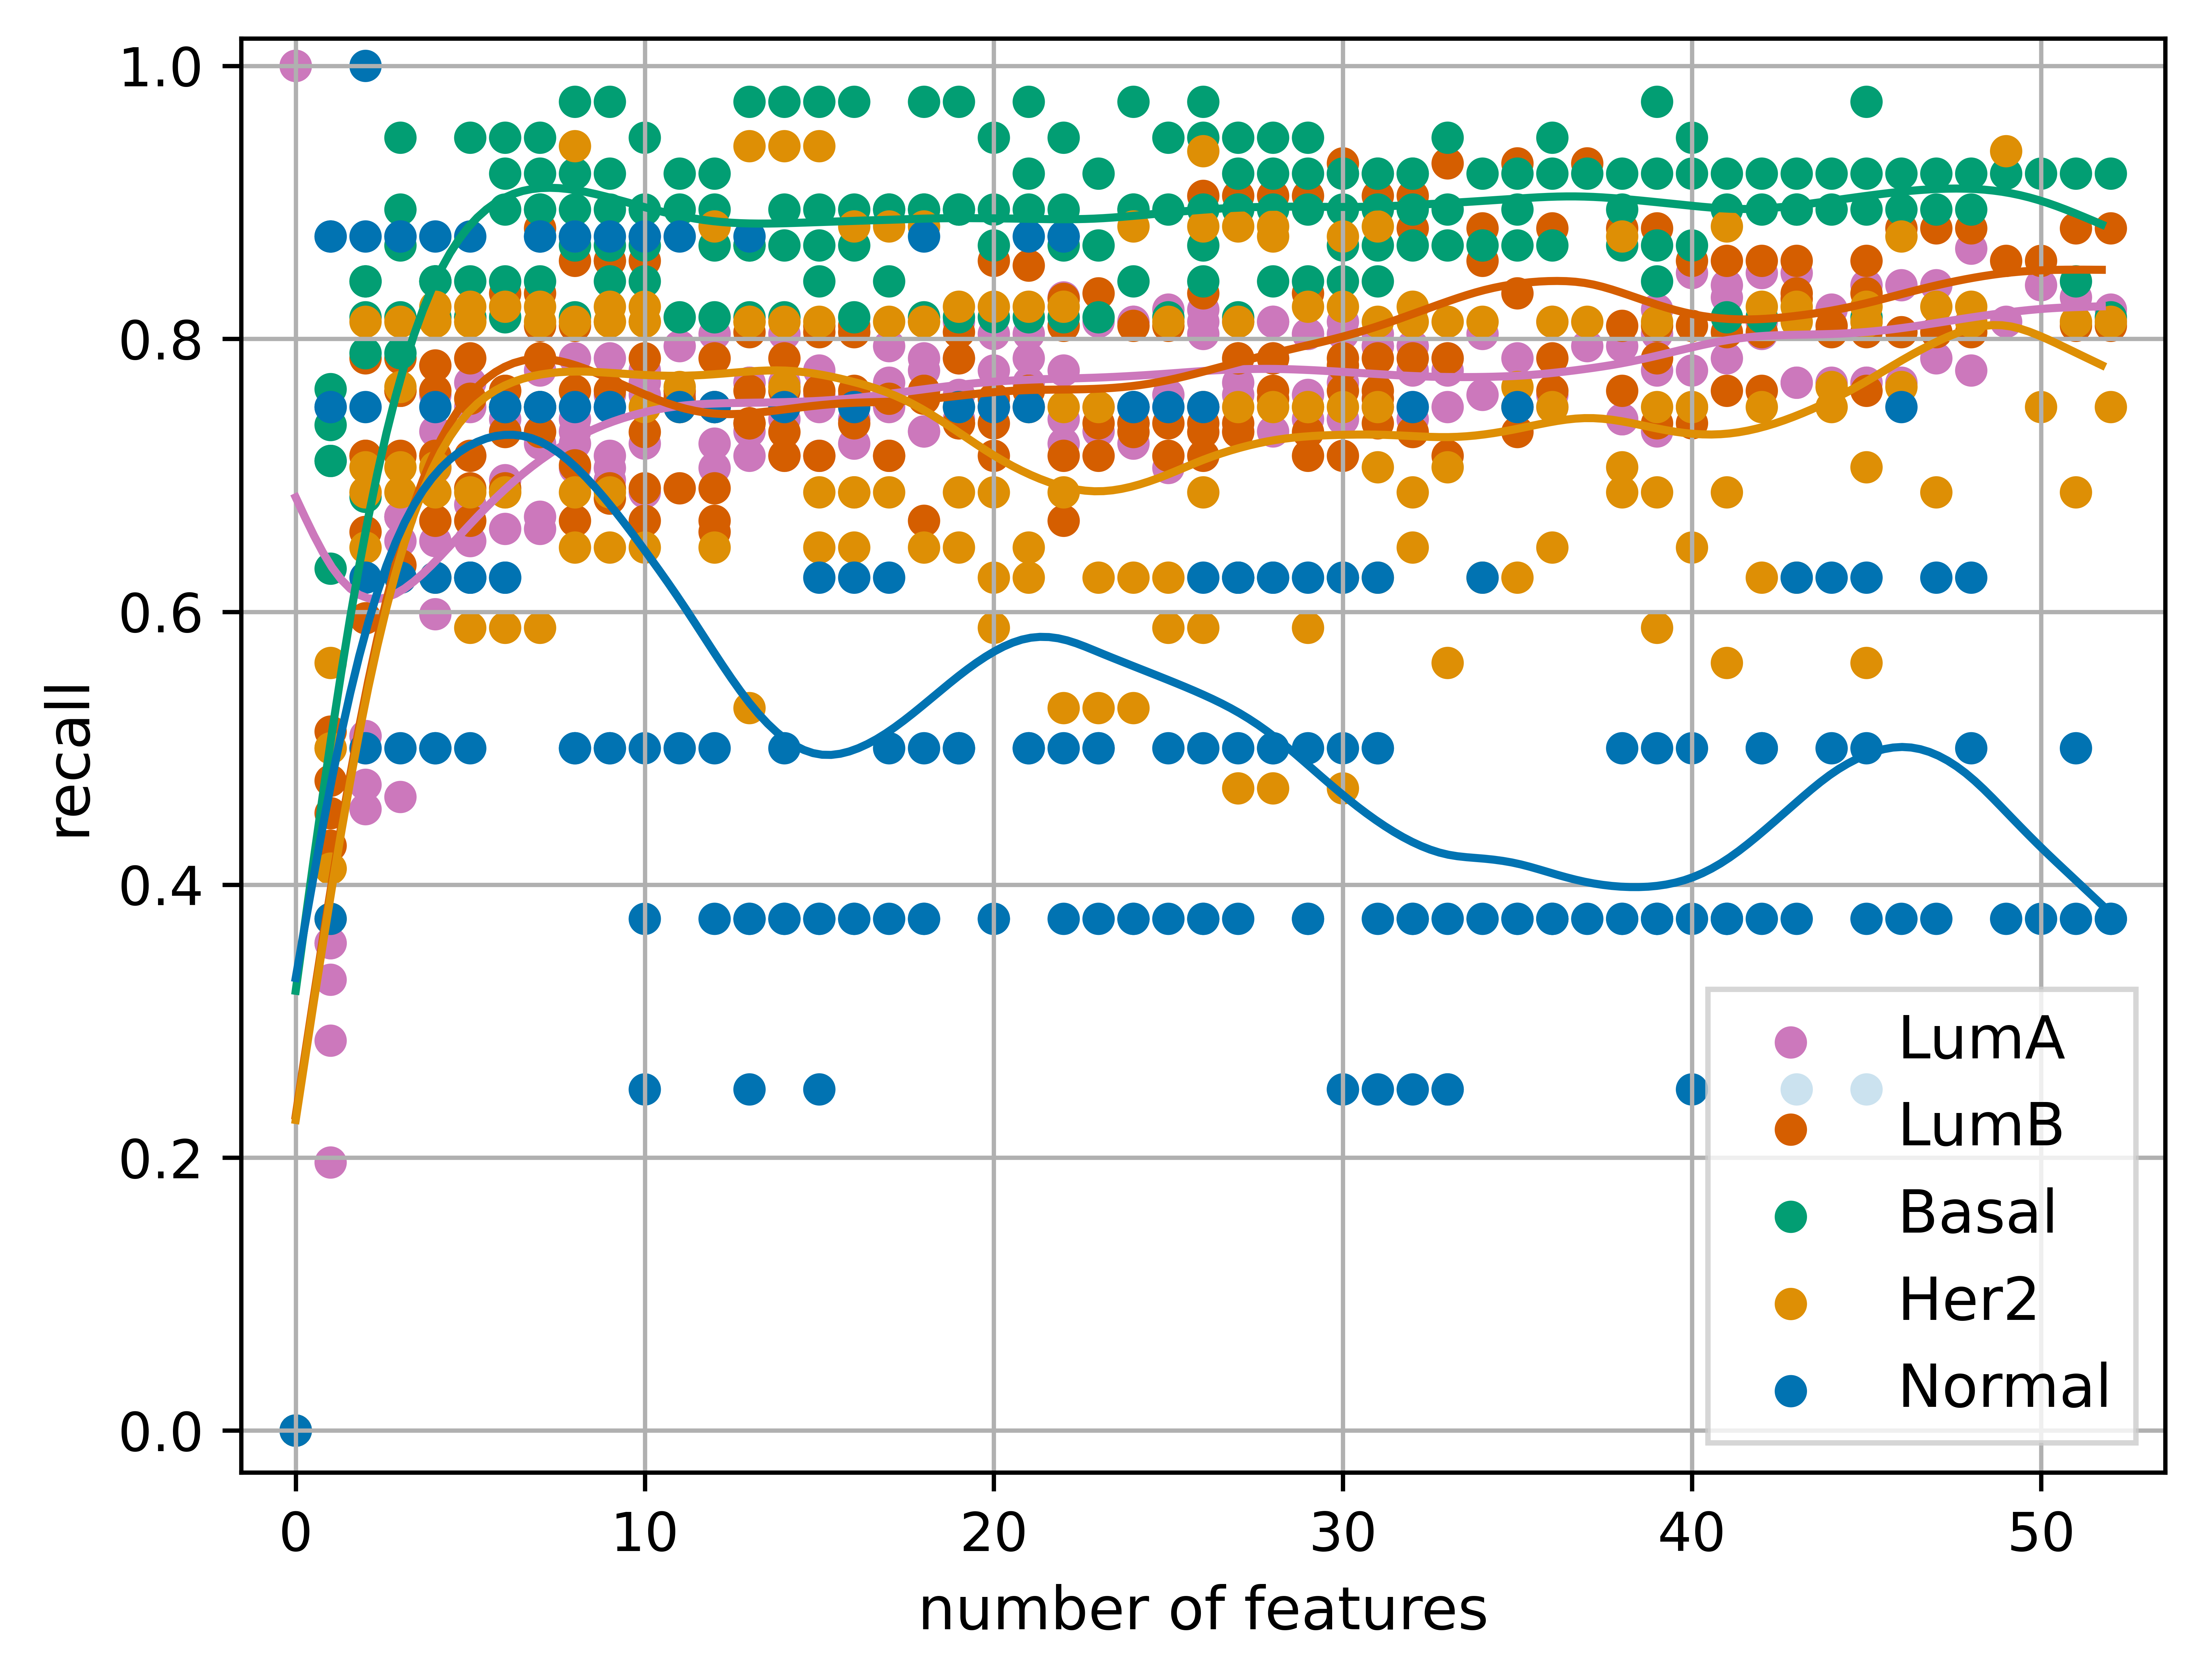 1.0
0.8
0.6
0.4
0.2
0.0
recall
0 10 20 30 40 50
number of features
LumA
LumB
Basal
Her2
Normal